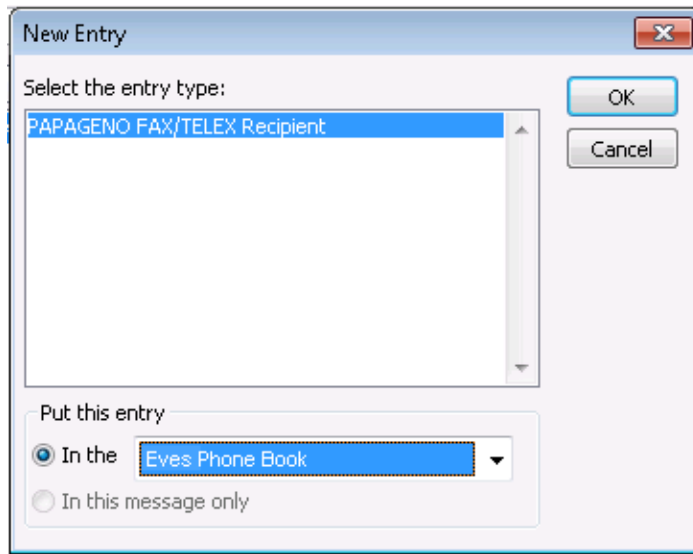 New Entry
Select the entry type:
OK
PAPAGENO FAX/TELEX Recipient
Cancel
Put this entry
In the Eves Phone Book
In this message only